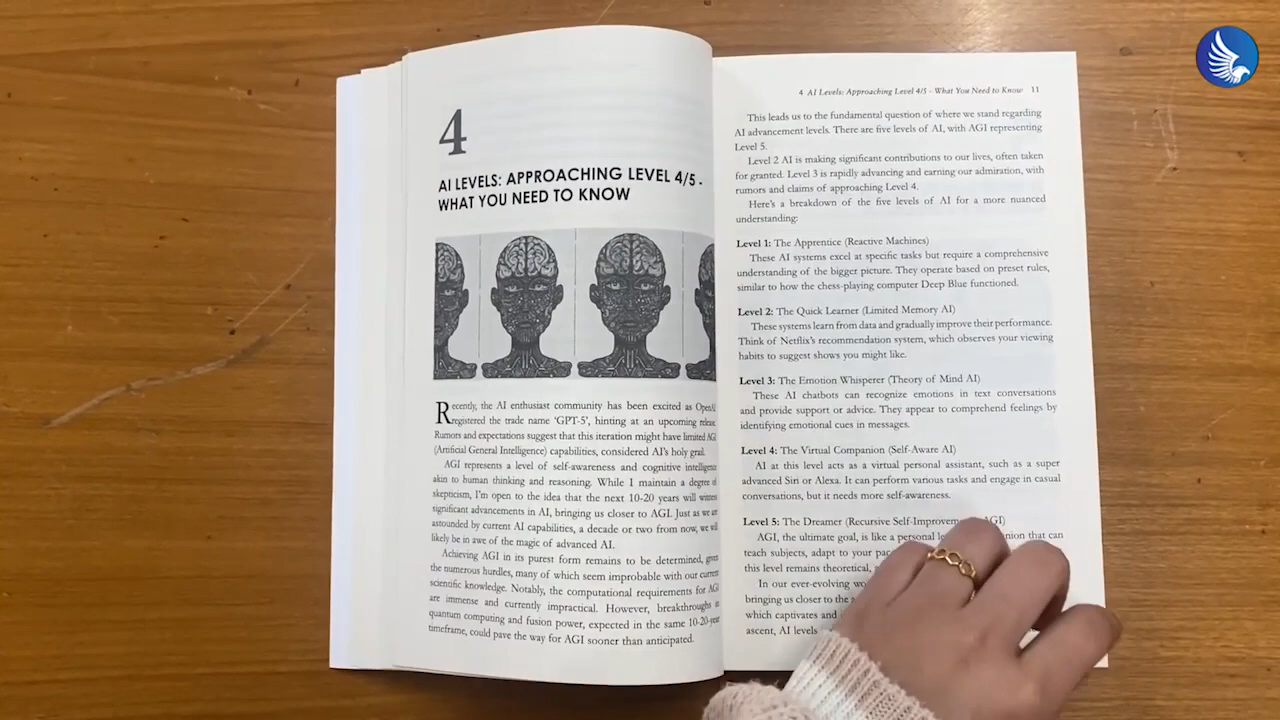 4
AI LEVELS: APPROACHING LEVEL 4/5 -
WHAT YOU NEED TO KNOW
Recently, the AI enthusiast community has been excited as OpenAI
registered the trade name 'GPT-5', hinting at an upcoming release.
Rumors and expectations suggest that this iteration might have limited AGI
(Artificial General Intelligence) capabilities, considered AI's holy grail.
AGI represents a level of self-awareness and cognitive intelligence
akin to human thinking and reasoning. While I maintain a degree of
skepticism, I'm open to the idea that the next 10-20 years will witness
significant advancements in AI, bringing us closer to AGI. Just as we are
astounded by current AI capabilities, a decade or two from now, we will
likely be in awe of the magic of advanced AI.
Achieving AGI in its purest form remains to be determined, given
the numerous hurdles, many of which seem improbable with our current
scientific knowledge. Notably, the computational requirements for AGI
are immense and currently impractical. However, breakthroughs in
quantum computing and fusion power, expected in the same 10-20-year
timeframe, could pave the way for AGI sooner than anticipated.
4 AI Levels: Approaching Level 4/5 - What You Need to Know 11
This leads us to the fundamental question of where we stand regarding
AI advancement levels. There are five levels of AI, with AGI representing
Level 5.
Level 2 AI is making significant contributions to our lives, often taken
for granted. Level 3 is rapidly advancing and earning our admiration, with
rumors and claims of approaching Level 4.
Here's a breakdown of the five levels of AI for a more nuanced
understanding:
Level 1: The Apprentice (Reactive Machines)
These AI systems excel at specific tasks but require a comprehensive
understanding of the bigger picture. They operate based on preset rules,
similar to how the chess-playing computer Deep Blue functioned.
Level 2: The Quick Learner (Limited Memory AI)
These systems learn from data and gradually improve their performance.
Think of Netflix's recommendation system, which observes your viewing
habits to suggest shows you might like.
Level 3: The Emotion Whisperer (Theory of Mind AI)
These AI chatbots can recognize emotions in text conversations
and provide support or advice. They appear to comprehend feelings by
identifying emotional cues in messages.
Level 4: The Virtual Companion (Self-Aware AI)
AI at this level acts as a virtual personal assistant, such as a super
advanced Siri or Alexa. It can perform various tasks and engage in casual
conversations, but it needs more self-awareness.
Level 5: The Dreamer (Recursive Self-Improvem AGI)
AGI, the ultimate goal, is like a personal nion that can
teach subjects, adapt to your
this level remains theoretical,
In our ever-evolving
bringing us closer to the
which captivates and
ascent, AI levels